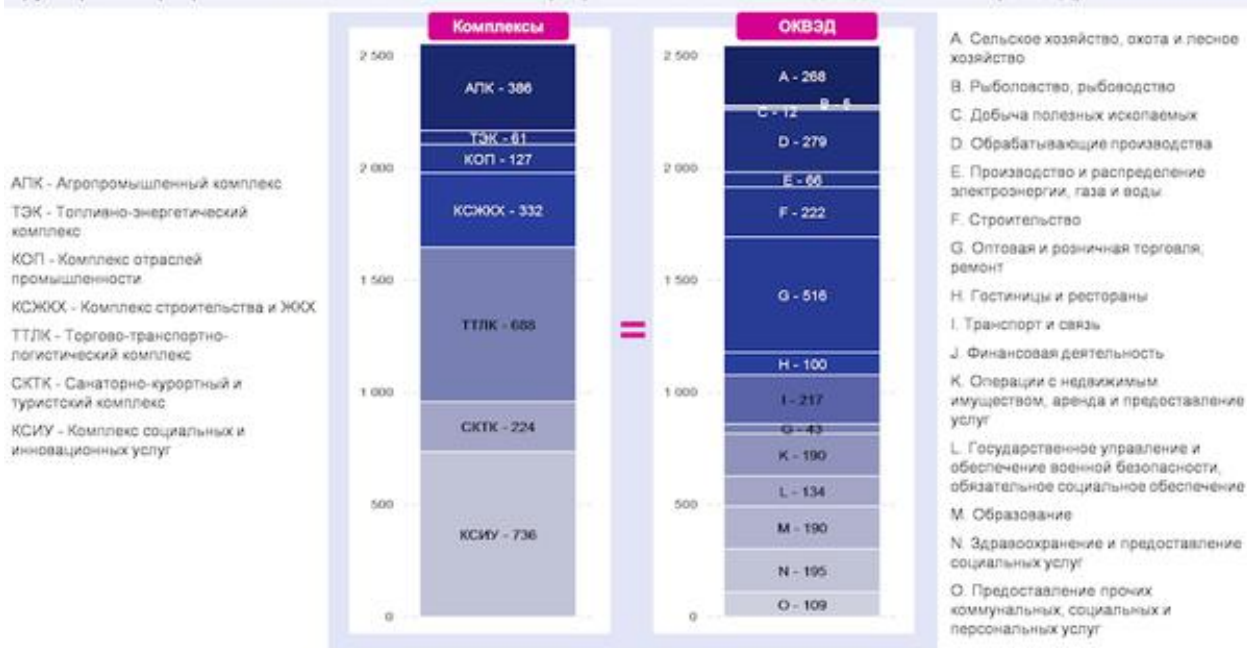 Комплексы
ОКВЭД
2 500
АПК - 386
ТЭК - 61
КОП - 127
2 000
КСЖКХ - 332
1 500
ТТЛК - 688
1 000
СКТК - 224
500
КСИУ - 736
0
=
2 500
А - 268
В - 6
С - 12
D - 279
2 000
Е - 66
F - 222
1 500
G - 516
Н - 100
1 000
I - 217
G - 43
К - 190
L - 134
500
М - 190
N - 195
О - 109
0
АПК - Агропромышленный комплекс
ТЭК - Топливно-энергетический
комплекс
КОП - Комплекс отраслей
промышленности
КСЖКХ - Комплекс строительства и ЖКХ
ТТЛК - Торгово-транспортно-
логистический комплекс
СКТК - Санаторно-курортный и
туристский комплекс
КСИУ - Комплекс социальных и
инновационных услуг
А. Сельское хозяйство, охота и лесное
хозяйство
В. Рыболовство, рыбоводство
С. Добыча полезных ископаемых
D. Обрабатывающие производства
Е. Производство и распределение
электроэнергии, газа и воды
F. Строительство
G. Оптовая и розничная торговля,
ремонт
Н. Гостиницы и рестораны
I. Транспорт и связь
J. Финансовая деятельность
К. Операции с недвижимым
имуществом, аренда и предоставление
услуг
L. Государственное управление и
обеспечение военной безопасности,
обязательное социальное обеспечение
М. Образование
N. Здравоохранение и предоставление
социальных услуг
О. Предоставление прочих
коммунальных, социальных и
персональных услуг